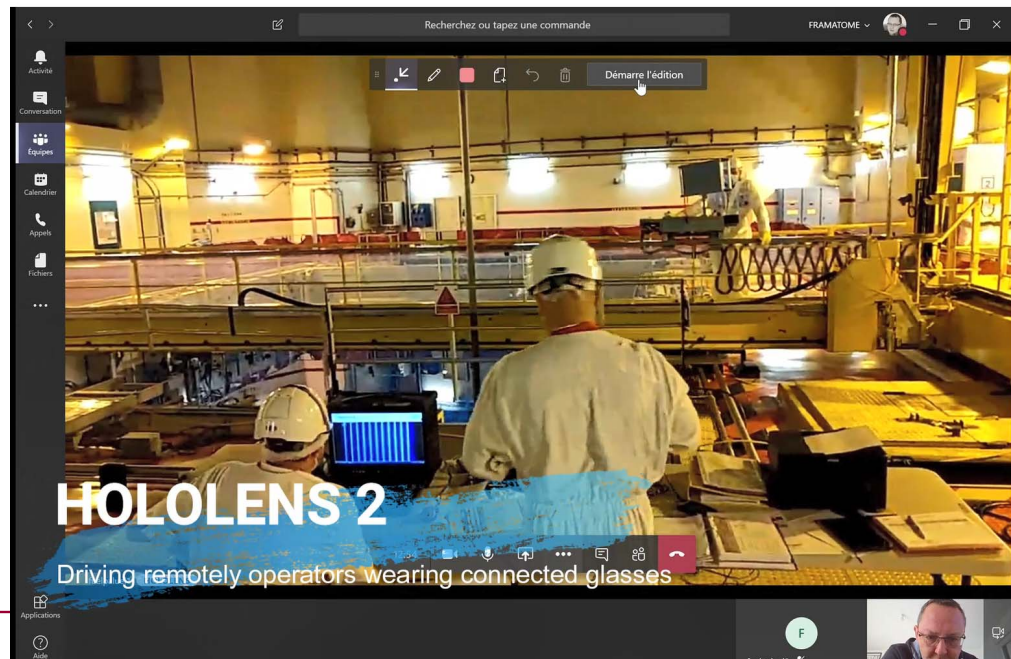 Recherchez ou tapez une commande
FRAMATOME
Activité
Conversation
Équipes
Calendrier
Appels
Fichiers
Démarre l'édition
2
HOLOLENS 2
Driving remotely operators wearing connected glasses
Applications
Aide
F